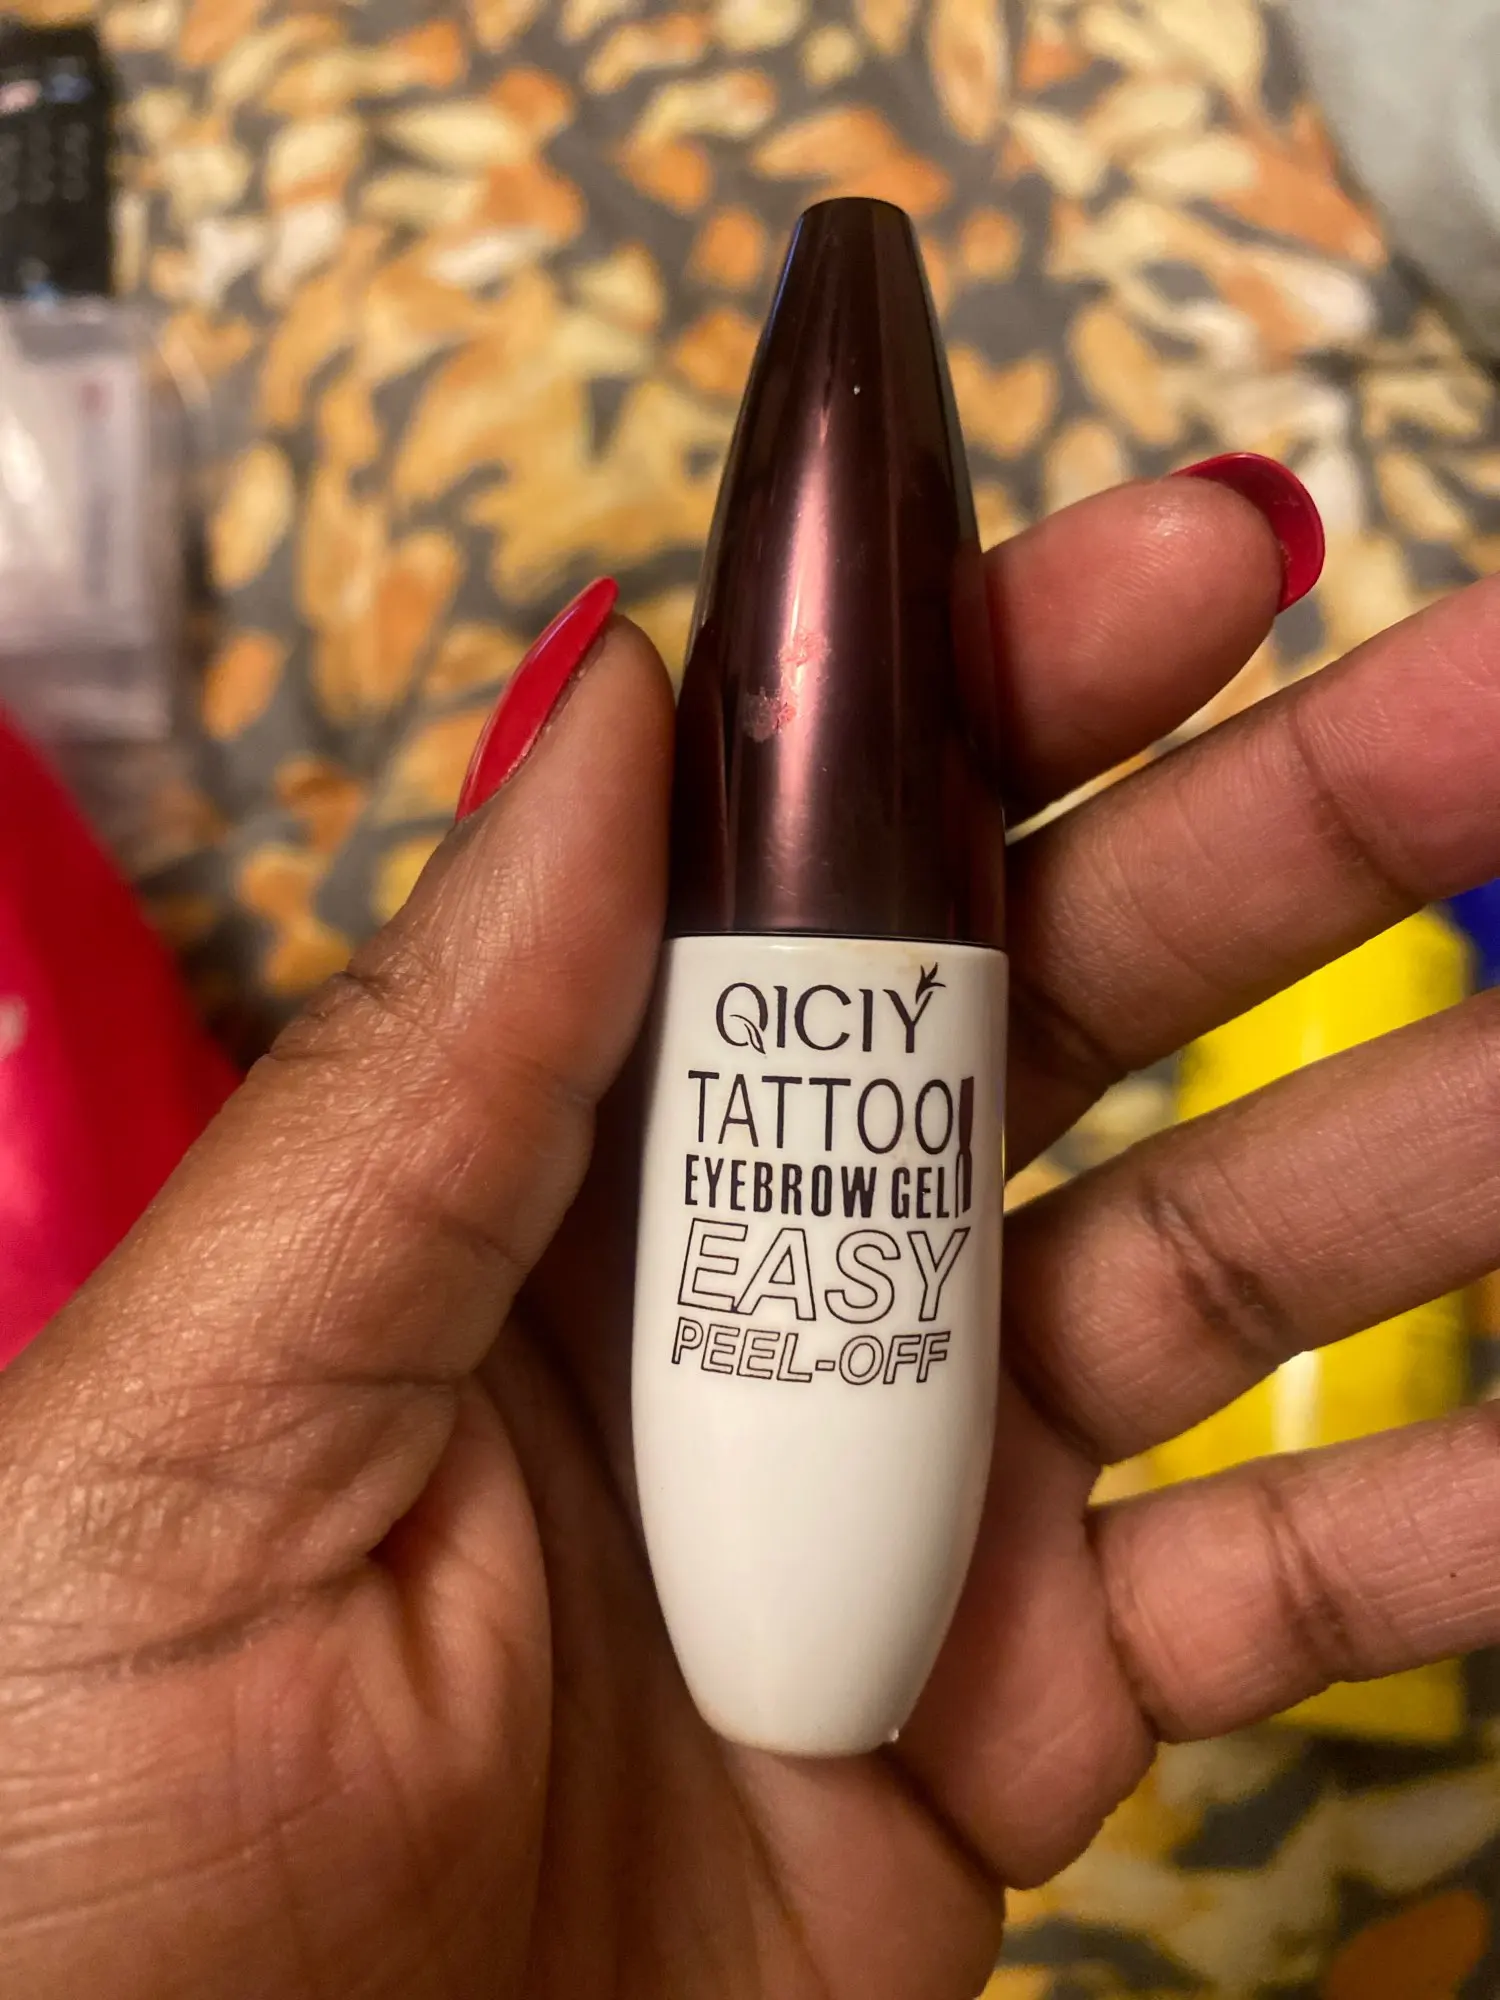 QICIY
TATTOO
EYEBROW GEL
EASY
PEEL-OFF